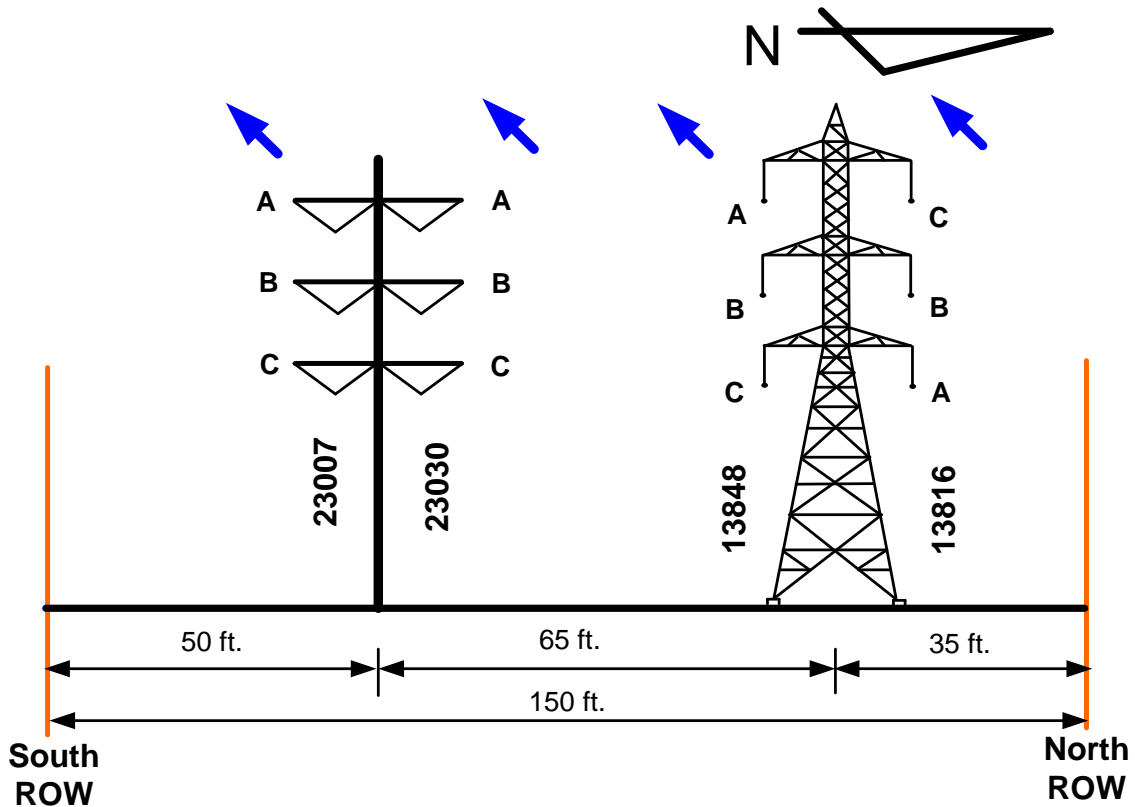 N
A
A
A
C
B
B
B
B
C
C
C
A
23007
23030
13848
13816
50 ft.
65 ft.
35 ft.
150 ft.
South
ROW
North
ROW